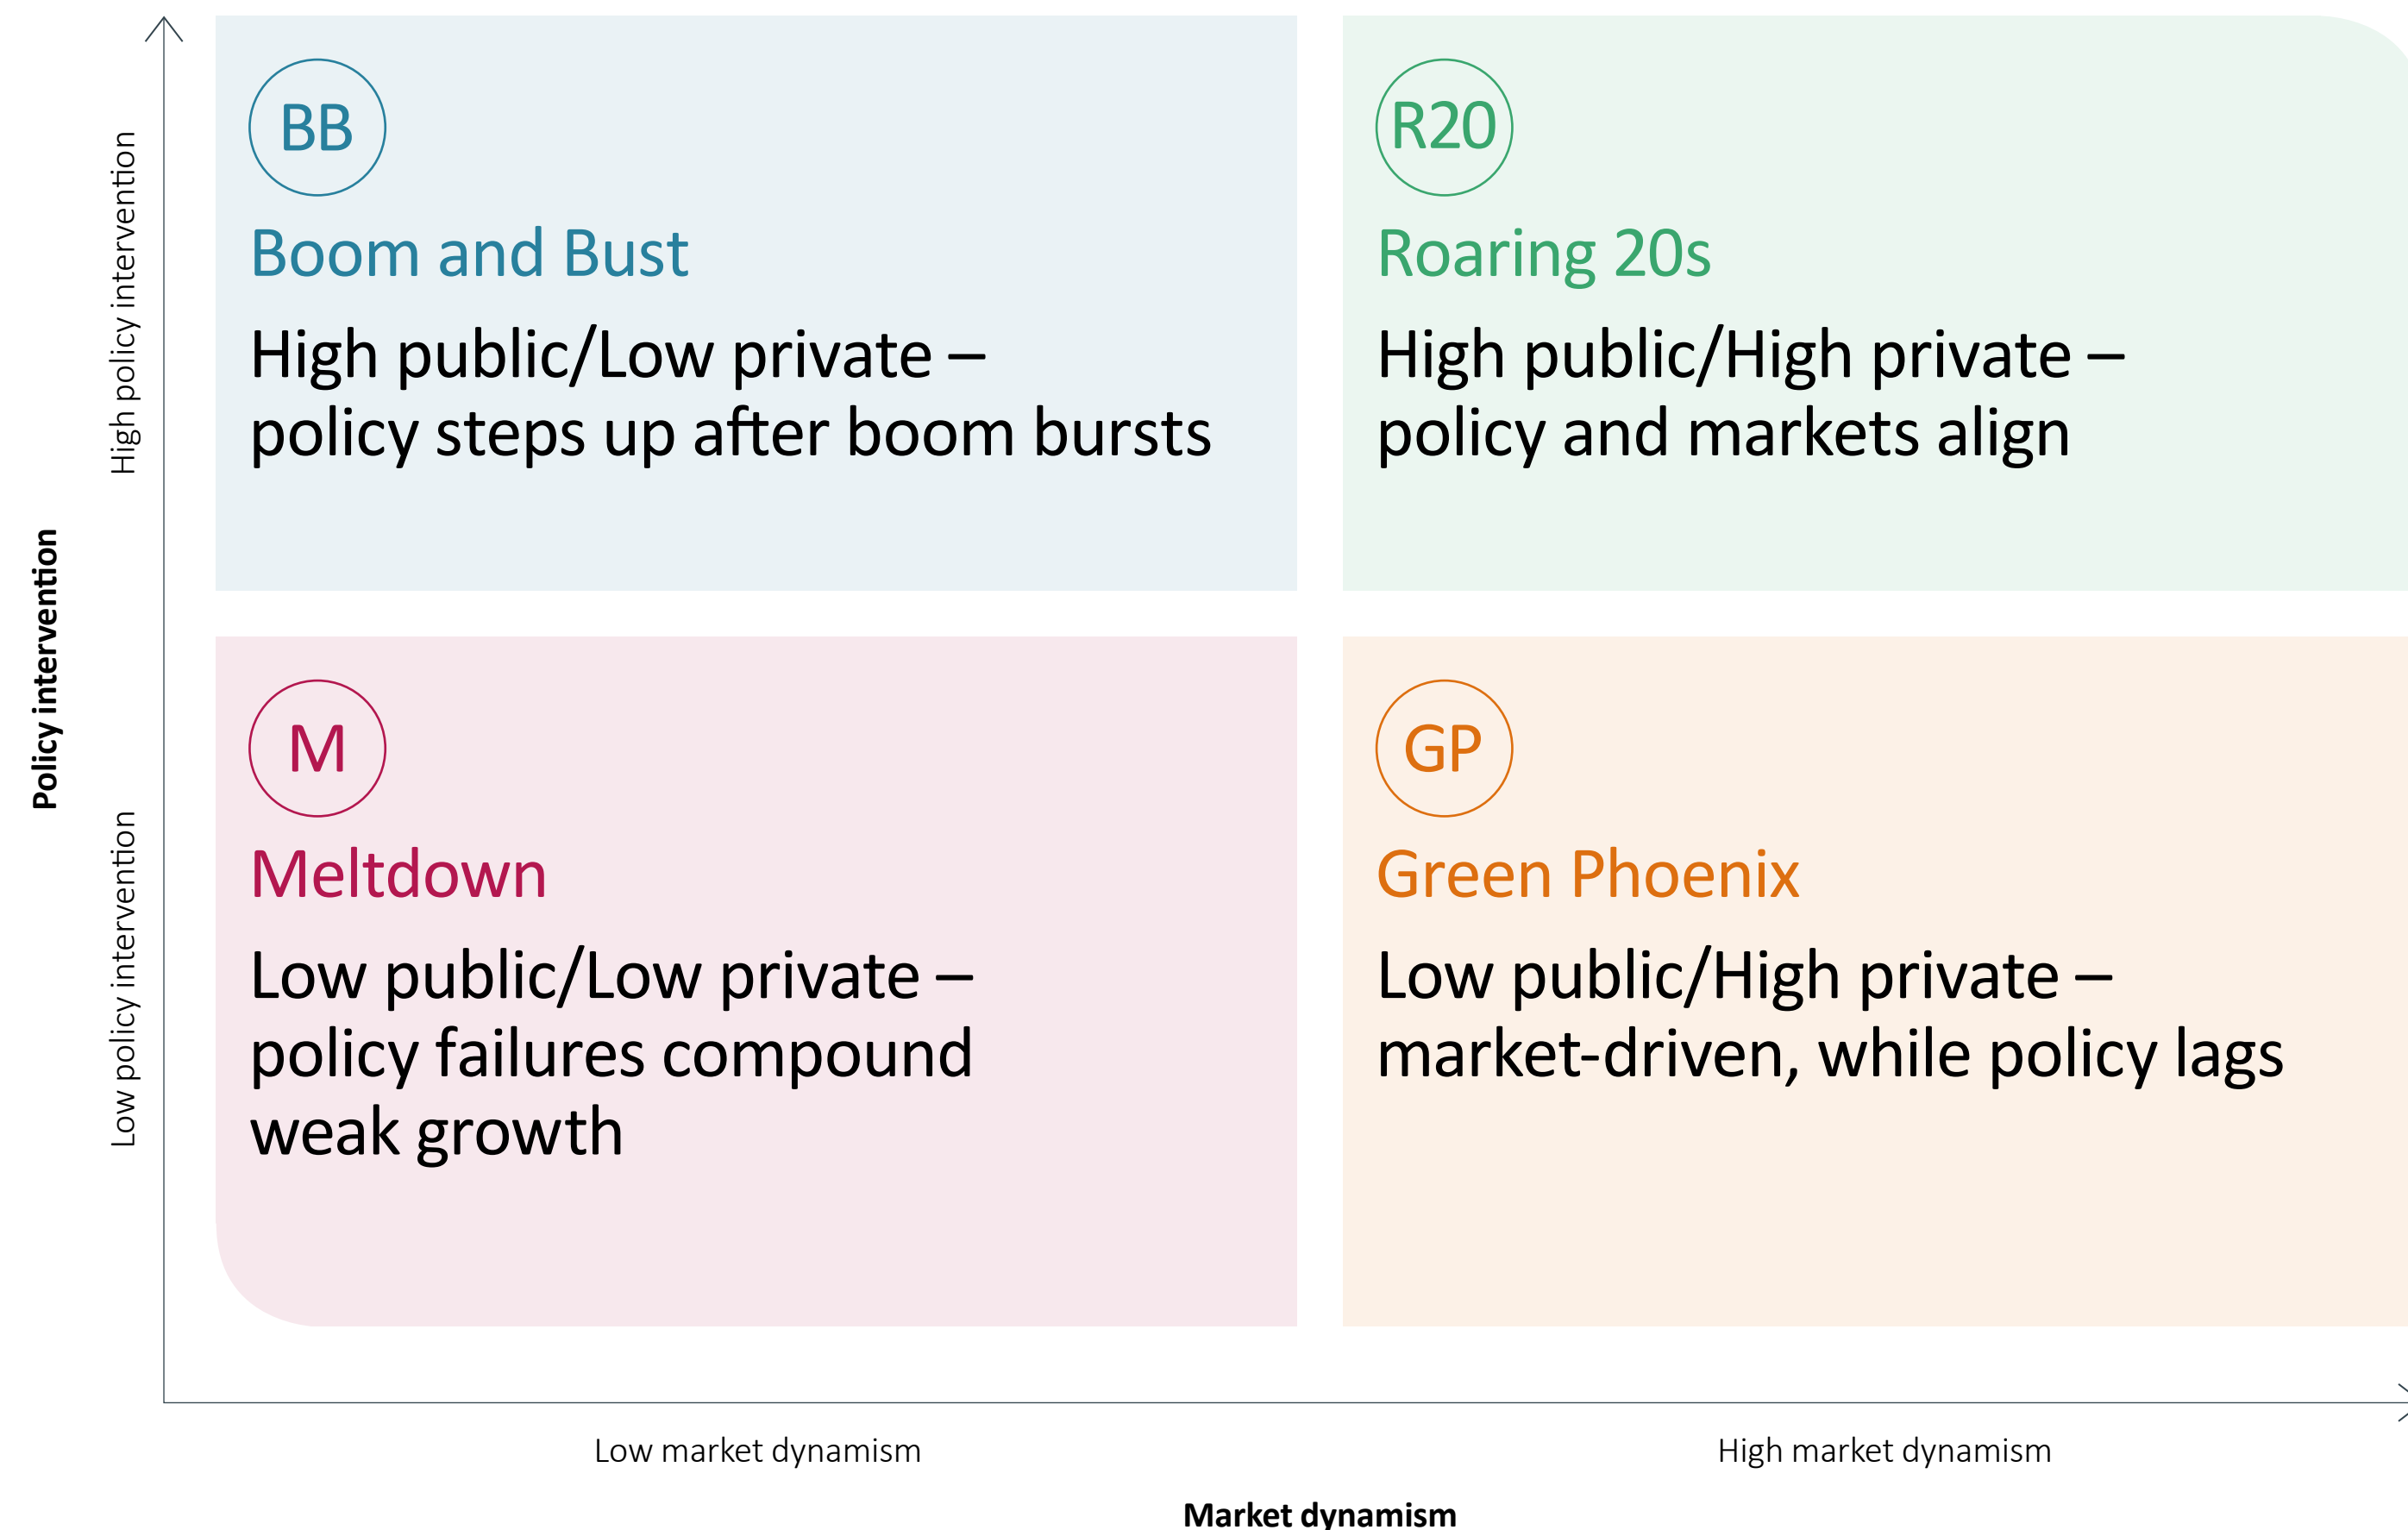 Policy intervention
High policy intervention
Low policy intervention
BB
Boom and Bust
High public/Low private –
policy steps up after boom bursts
R20
Roaring 20s
High public/High private –
policy and markets align
M
Meltdown
Low public/Low private –
policy failures compound
weak growth
GP
Green Phoenix
Low public/High private –
market-driven, while policy lags
Low market dynamism
High market dynamism
Market dynamism